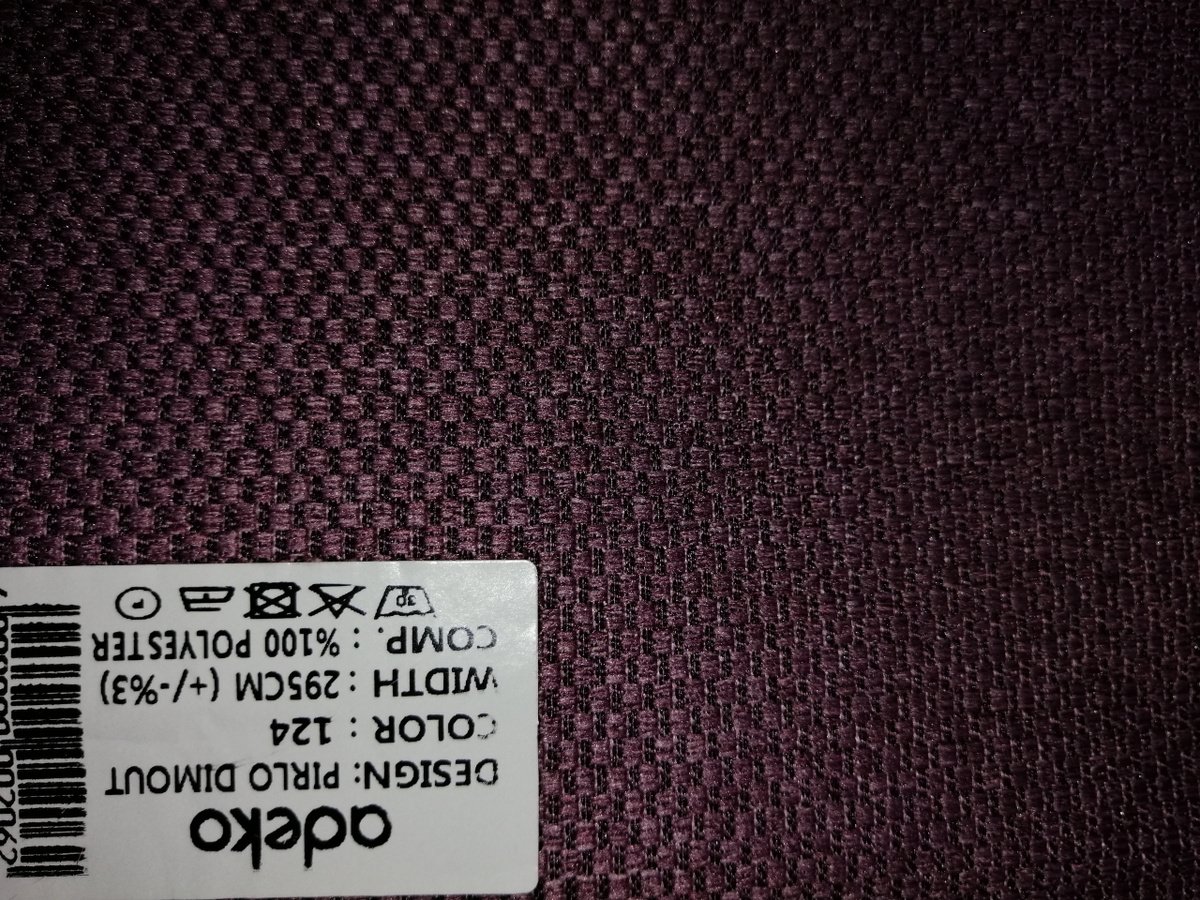 adeko
DESIGN: PIRLO DIMOUT
COLOR : 124
WIDTH : 295CM (+/-%3)
COMP. : %100 POLYESTER